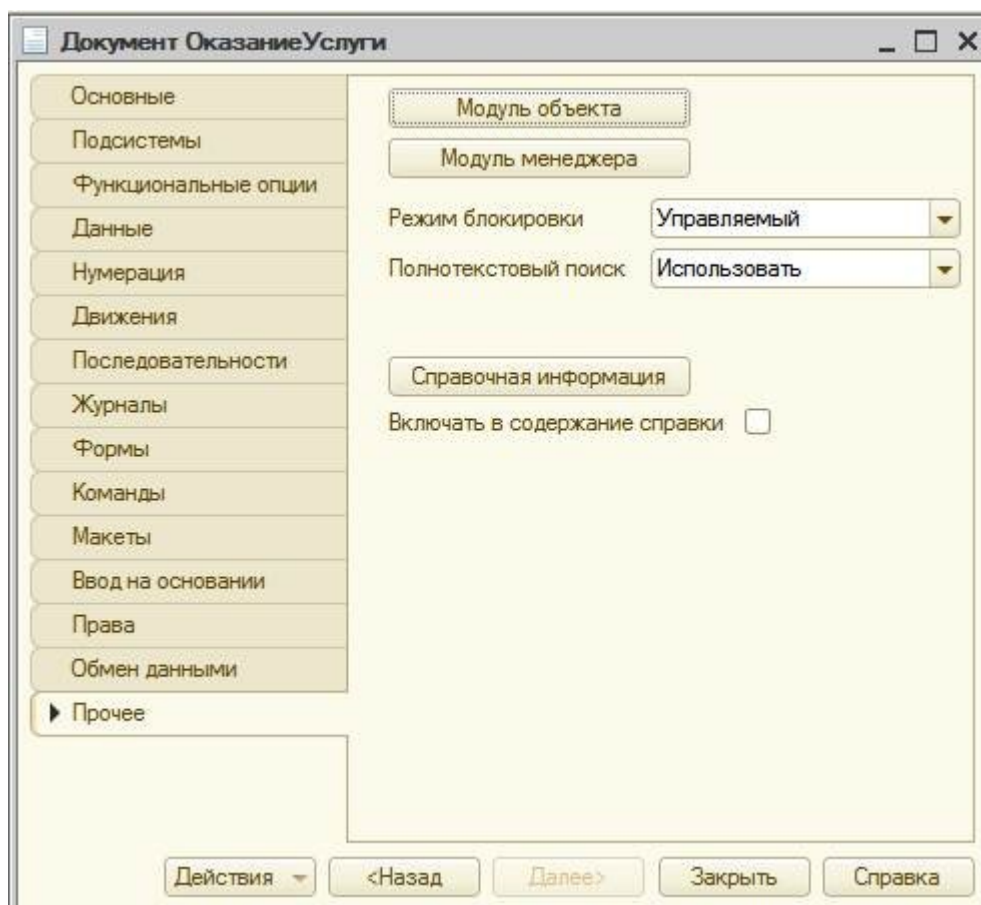 Документ ОказаниеУслуги
Основные
Подсистемы
Функциональные опции
Данные
Нумерация
Движения
Последовательности
Журналы
Формы
Команды
Макеты
Ввод на основании
Права
Обмен данными
Прочее
Модуль объекта
Модуль менеджера
Режим блокировки Управляемый
Полнотекстовый поиск Использовать
Справочная информация
Включать в содержание справки
Действия <Назад Далее> Закрыть Справка